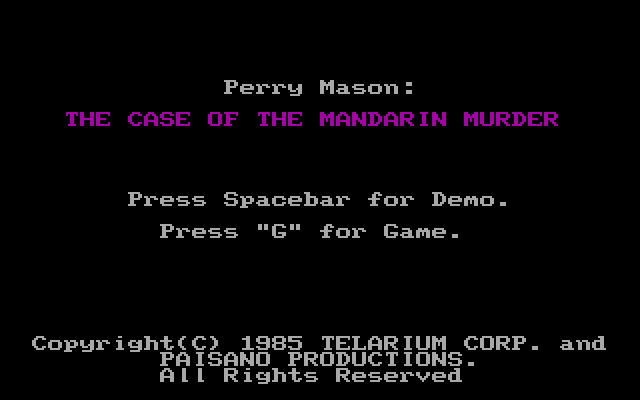 Perry Mason:
THE CASE OF THE MANDARIN MURDER
Press Spacebar for Demo.
Press "G" for Game.
Copyright(C) 1985 TELARIUM CORP. and
PAISANO PRODUCTIONS.
All Rights Reserved